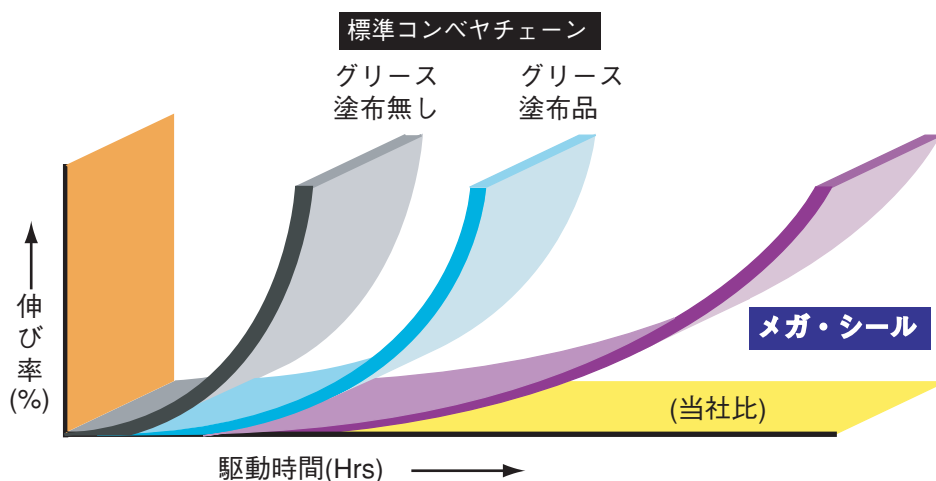 標準コンベヤチェーン
グリース
塗布無し
グリース
塗布品
伸び率
(%)
メガ・シール
(当社比)
駆動時間(Hrs)